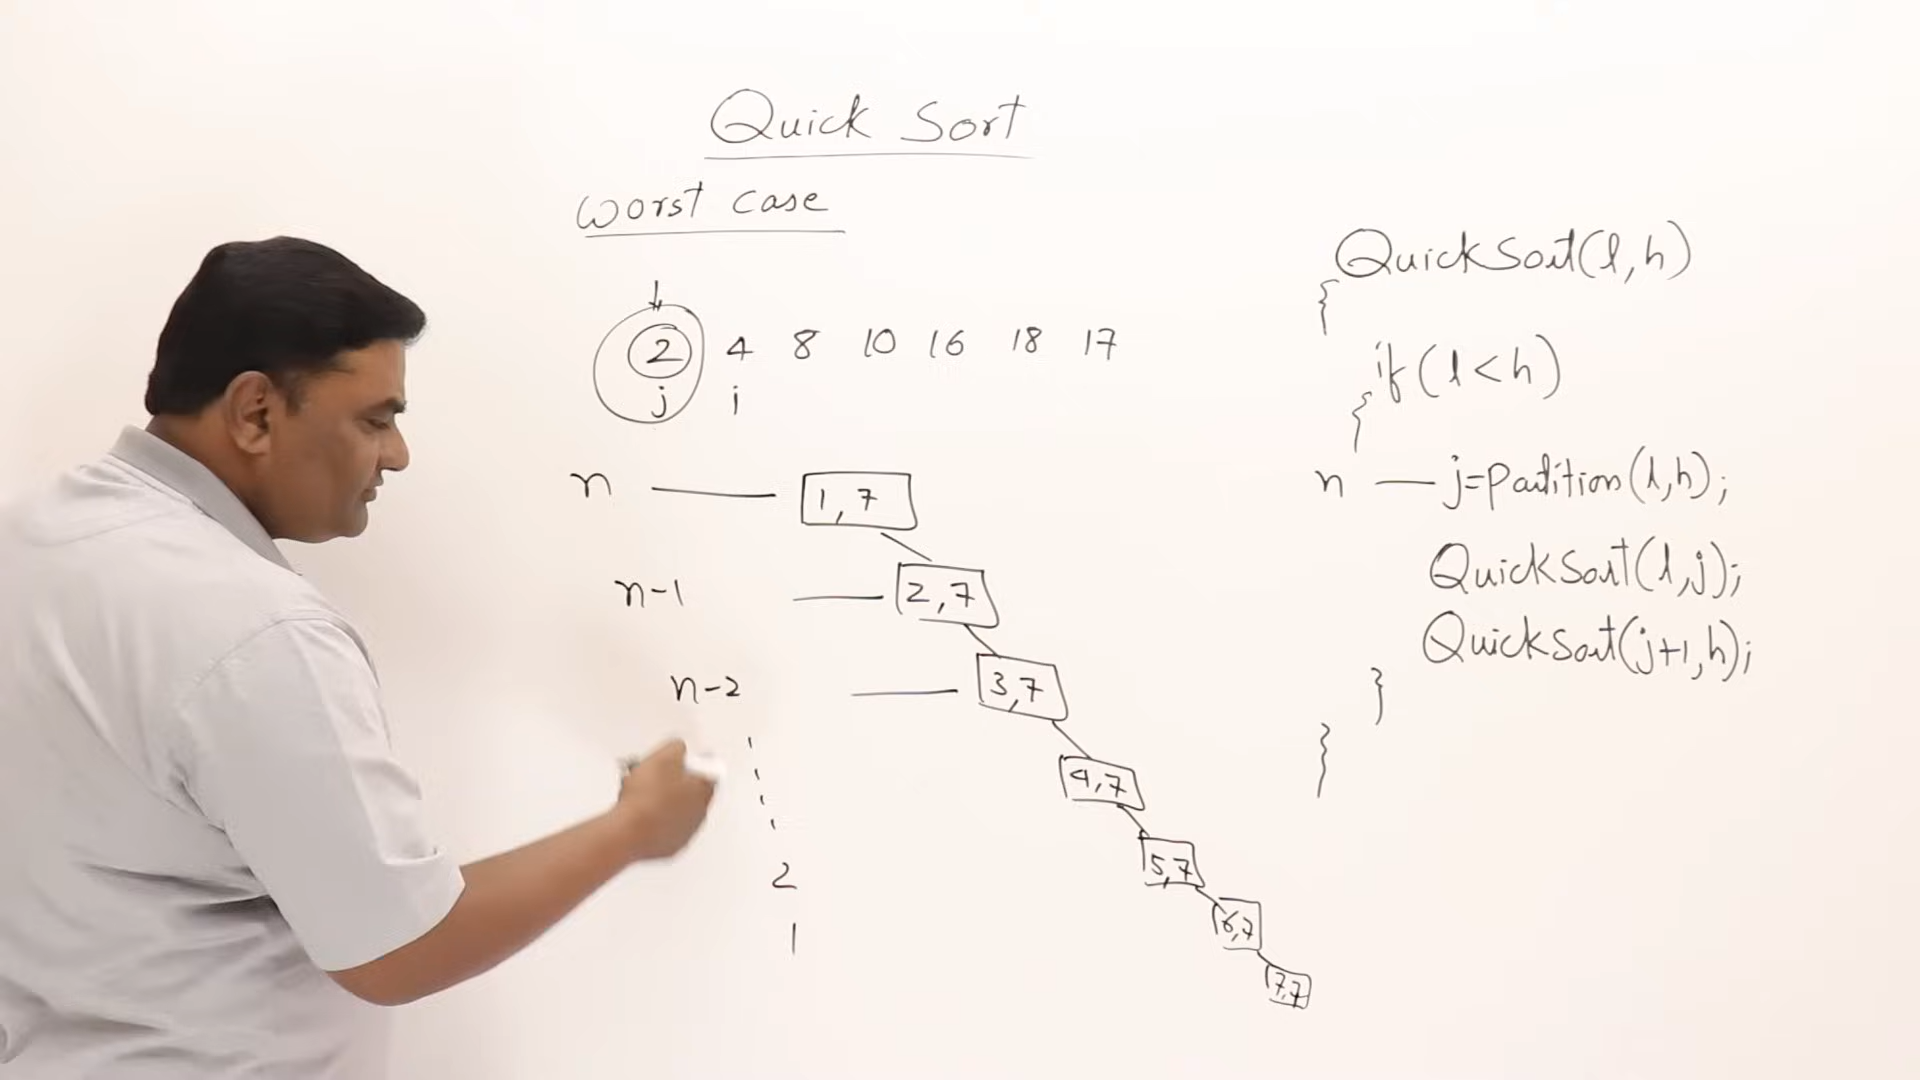 Quick Sort
worst case
2 4 8 10 16 18 17
j i
n 1,7
n-1 2,7
n-2 3,7
4,7
5,7
2
6,7
1
7,7
QuickSort(l,h)
{
if(l<h)
{
n — j=partition(l,h);
QuickSort(l,j);
QuickSort(j+1,h);
}
}